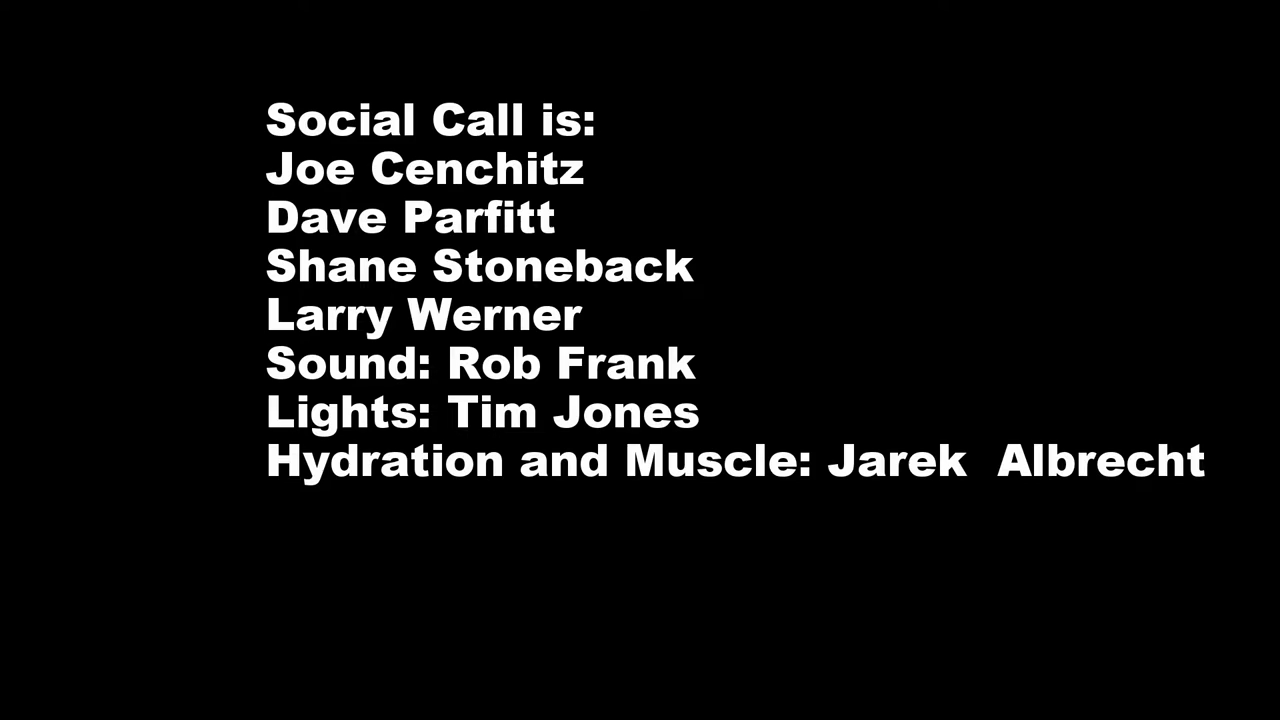 Social Call is:
Joe Cenchitz
Dave Parfitt
Shane Stoneback
Larry Werner
Sound: Rob Frank
Lights: Tim Jones
Hydration and Muscle: Jarek  Albrecht